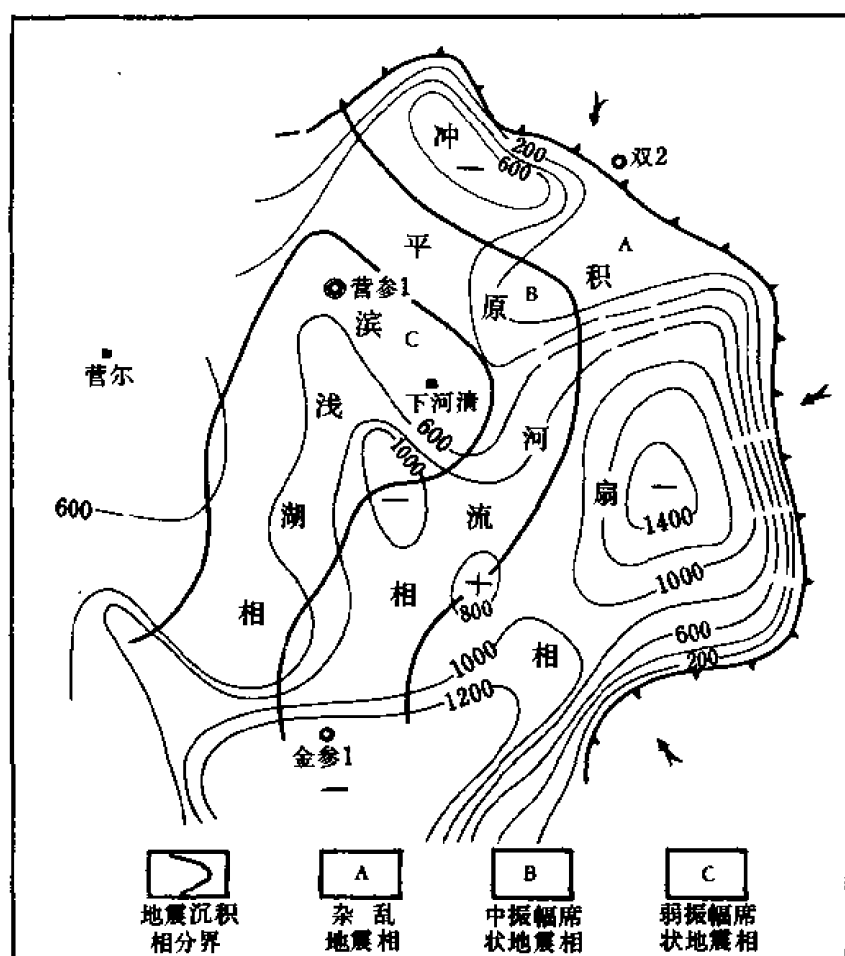 冲
200
双2
600
A
平
积
原
B
营参1
滨
C
营尔
下河清
浅
600
河
1000
扇
600
湖
流
1400
1000
相
相
800
600
1000
相
200
1200
金参1
A
B
C
地震沉积
相分界
杂乱
地震相
中振幅席
状地震相
弱振幅席
状地震相